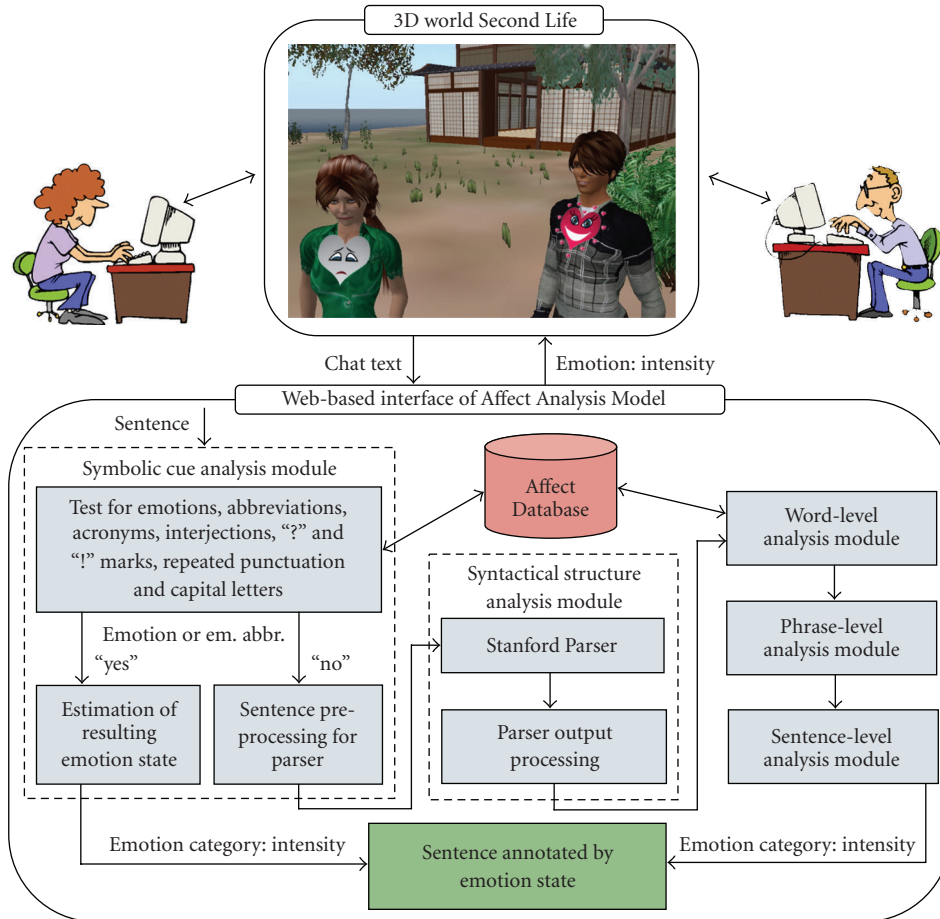 3D world Second Life
Chat text
Emotion: intensity
Web-based interface of Affect Analysis Model
Sentence
Symbolic cue analysis module
Test for emotions, abbreviations,
acronyms, interjections, “?” and
“!” marks, repeated punctuation
and capital letters
Emotion or em. abbr.
“yes”
“no”
Estimation of
resulting
emotion state
Sentence pre-
processing for
parser
Affect
Database
Syntactical structure
analysis module
Stanford Parser
Parser output
processing
Word-level
analysis module
Phrase-level
analysis module
Sentence-level
analysis module
Emotion category: intensity
Sentence annotated by
emotion state
Emotion category: intensity